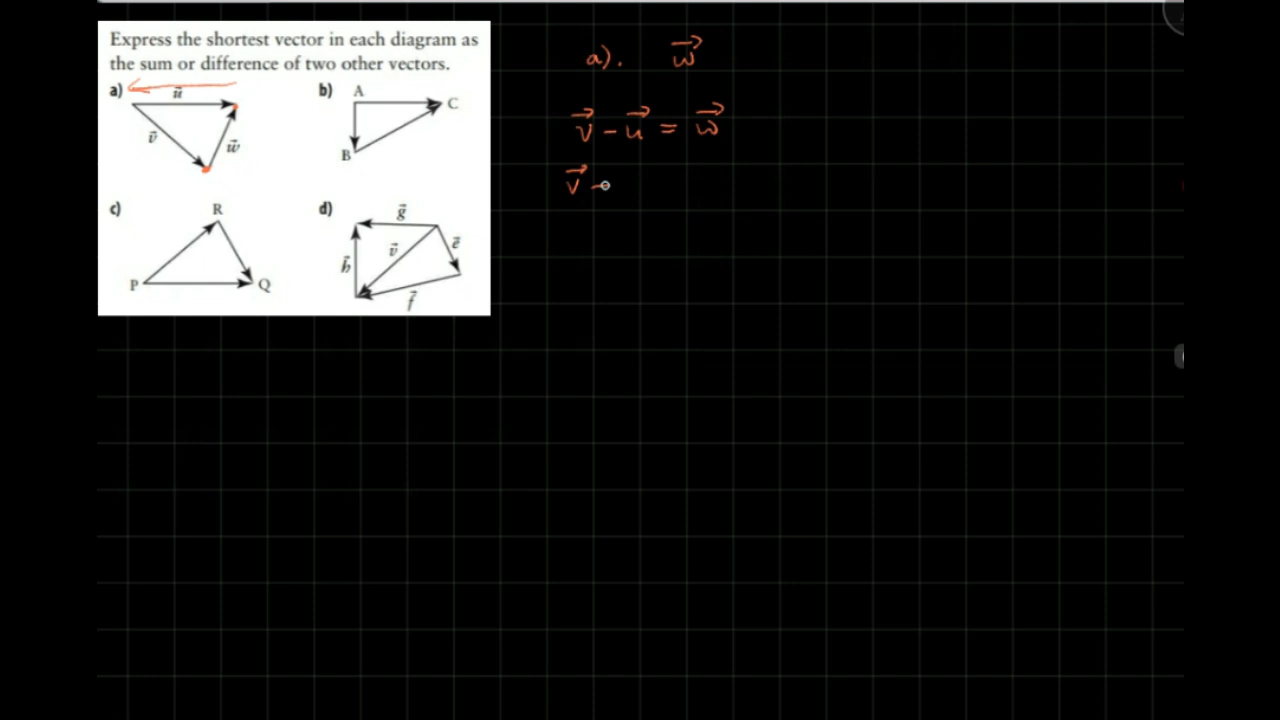 Express the shortest vector in each diagram as
the sum or difference of two other vectors.
a) u⃗ v⃗ w⃗
b) A C B
c) R P Q
d) g⃗ v⃗ e⃗ h⃗ f⃗
a). w⃗
v⃗ - u⃗ = w⃗
v⃗ -